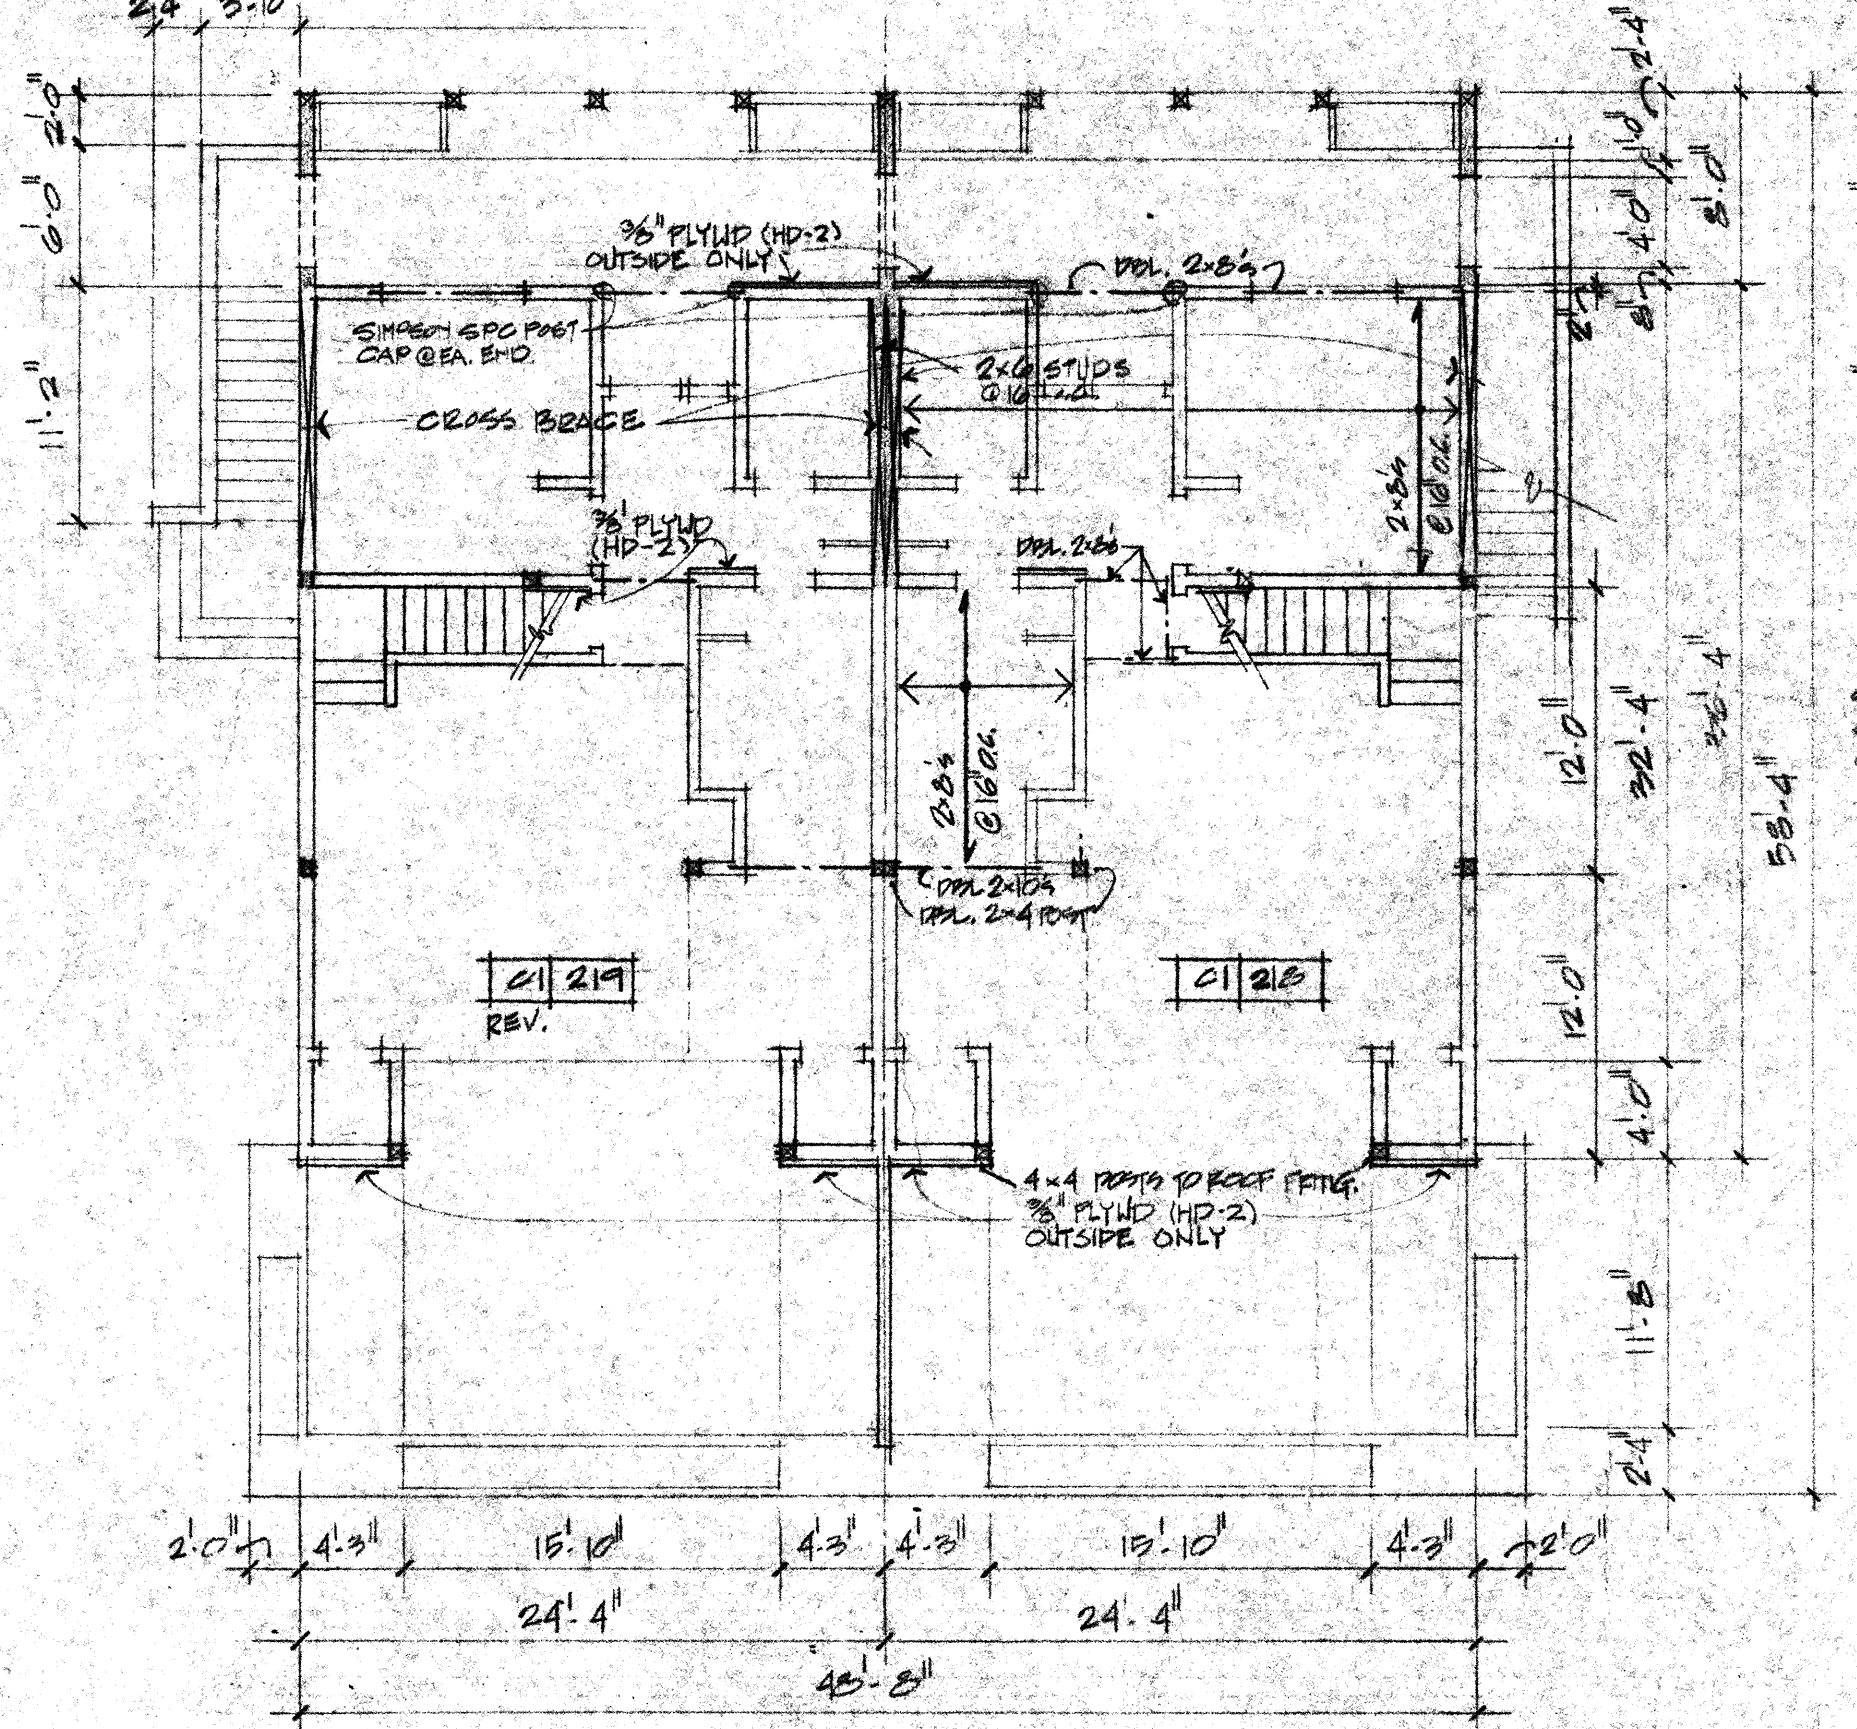 2'-0"
6'-0"
11'-2"
3/8" PLYWD (HD-2)
OUTSIDE ONLY
DBL. 2x8's
SIMPSON SPC POST
CAP @ EA. END
2x6 STUDS
@ 16" o.c.
CROSS BRACE
2x8's
@ 16" O.C.
3/8" PLYWD
(HD-2)
DBL. 2x8's
2x8's
@ 16" O.C.
DBL 2x10's
DBL. 2x4 POST
C1 219
REV.
C1 218
4x4 POSTS TO ROOF FRM'G.
3/8" PLYWD (HD-2)
OUTSIDE ONLY
2'-4"
1'-0"
4'-0"
8"
8'-0"
2"
12'-0"
32'-4"
58'-4"
12'-0"
4'-0"
11'-8"
2'-4"
2'-0" 4'-3" 15'-10" 4'-3" 4'-3" 15'-10" 4'-3" 2'-0"
24'-4" 24'-4"
48'-8"